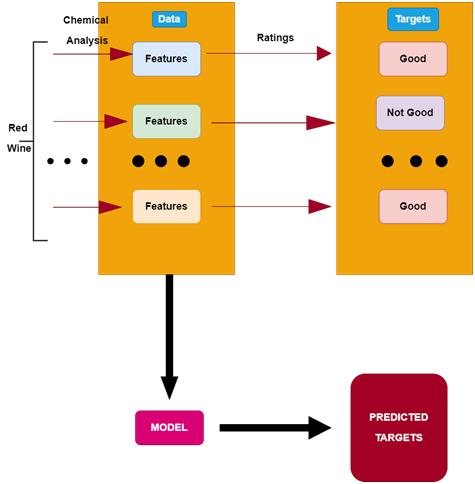 Chemical
Analysis
Data
Targets
Ratings
Features
Good
Red
Wine
Features
Not Good
Features
Good
MODEL
PREDICTED
TARGETS